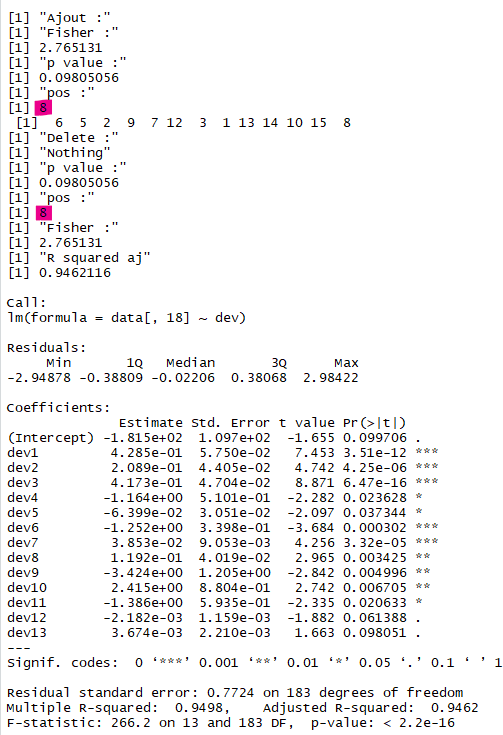 [1] "Ajout :"
[1] "Fisher :"
[1] 2.765131
[1] "p value :"
[1] 0.09805056
[1] "pos :"
[1] 8
[1] 6 5 2 9 7 12 3 1 13 14 10 15 8
[1] "Delete :"
[1] "Nothing"
[1] "p value :"
[1] 0.09805056
[1] "pos :"
[1] 8
[1] "Fisher :"
[1] 2.765131
[1] "R squared aj"
[1] 0.9462116
Call:
lm(formula = data[, 18] ~ dev)
Residuals:
Min 1Q Median 3Q Max
-2.94878 -0.38809 -0.02206 0.38068 2.98422
Coefficients:
Estimate Std. Error t value Pr(>|t|)
(Intercept) -1.815e+02 1.097e+02 -1.655 0.099706 .
dev1 4.285e-01 5.750e-02 7.453 3.51e-12 ***
dev2 2.089e-01 4.405e-02 4.742 4.25e-06 ***
dev3 4.173e-01 4.704e-02 8.871 6.47e-16 ***
dev4 -1.164e+00 5.101e-01 -2.282 0.023628 *
dev5 -6.399e-02 3.051e-02 -2.097 0.037344 *
dev6 -1.252e+00 3.398e-01 -3.684 0.000302 ***
dev7 3.853e-02 9.053e-03 4.256 3.32e-05 ***
dev8 1.192e-01 4.019e-02 2.965 0.003425 **
dev9 -3.424e+00 1.205e+00 -2.842 0.004996 **
dev10 2.415e+00 8.804e-01 2.742 0.006705 **
dev11 -1.386e+00 5.935e-01 -2.335 0.020633 *
dev12 -2.182e-03 1.159e-03 -1.882 0.061388 .
dev13 3.674e-03 2.210e-03 1.663 0.098051 .
---
Signif. codes: 0 ‘***’ 0.001 ‘**’ 0.01 ‘*’ 0.05 ‘.’ 0.1 ‘ ’ 1
Residual standard error: 0.7724 on 183 degrees of freedom
Multiple R-squared: 0.9498, Adjusted R-squared: 0.9462
F-statistic: 266.2 on 13 and 183 DF, p-value: < 2.2e-16